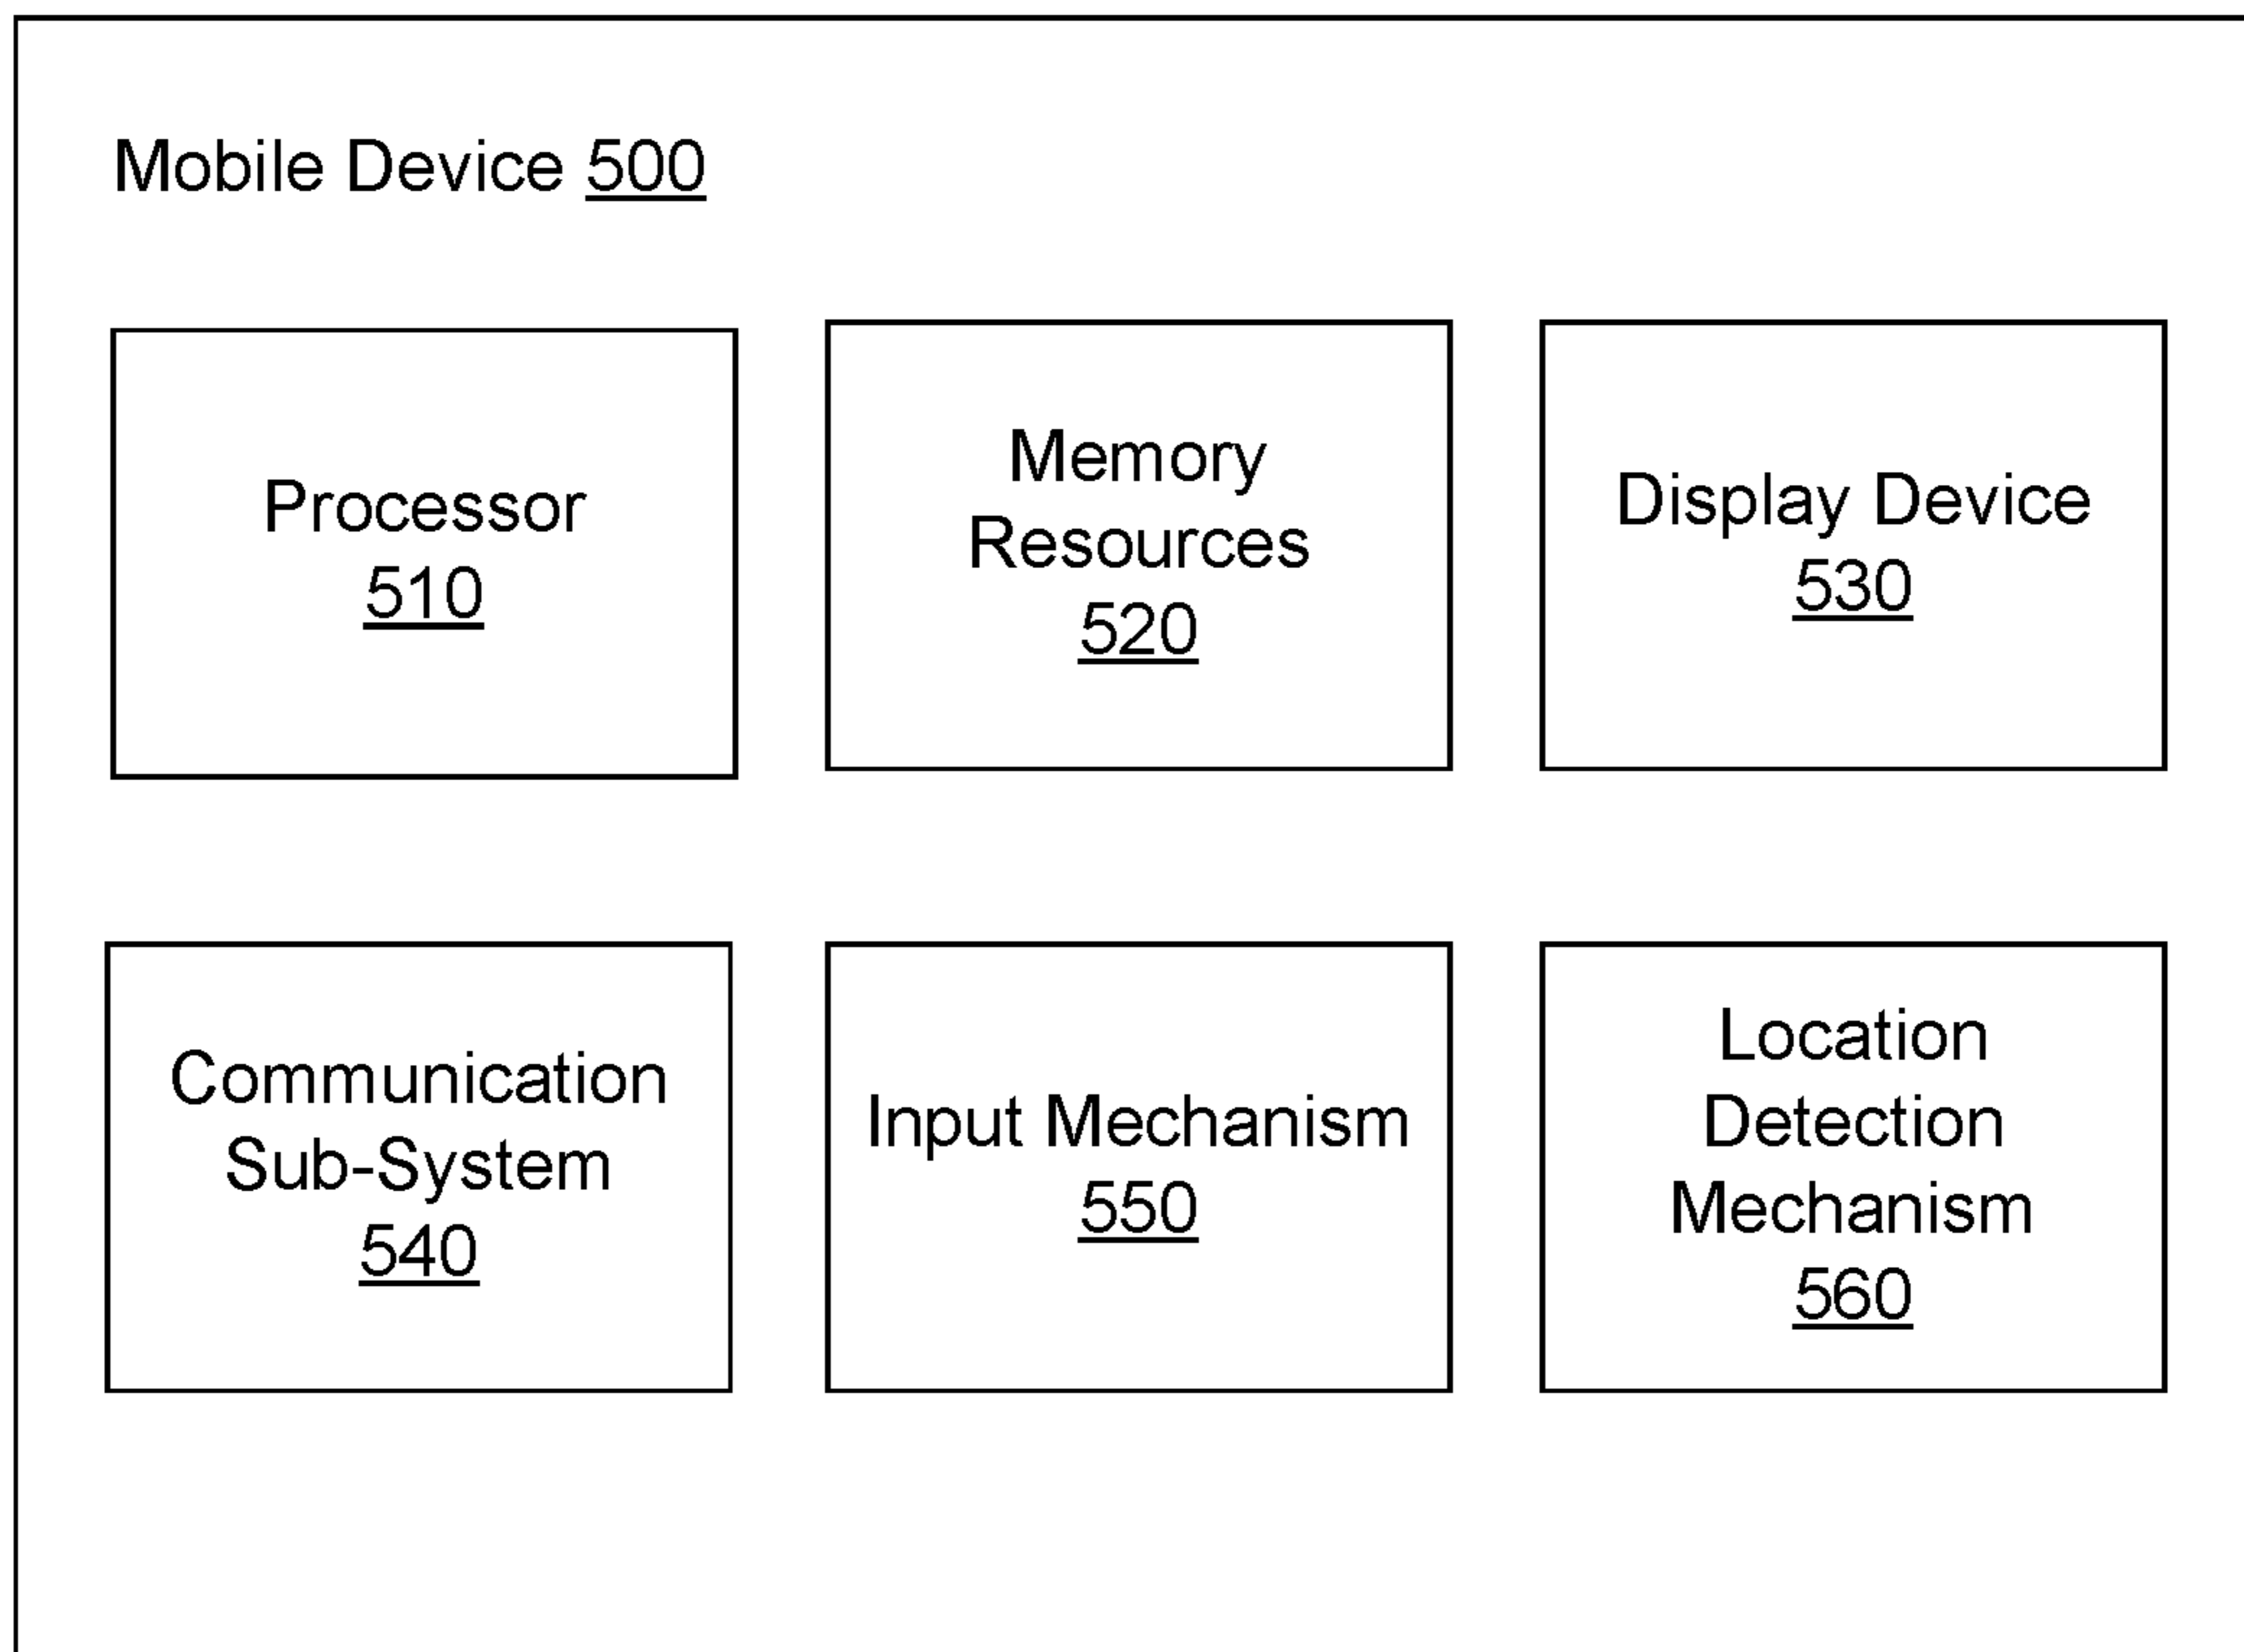 Mobile Device 500
Processor
510
Memory
Resources
520
Display Device
530
Communication
Sub-System
540
Input Mechanism
550
Location
Detection
Mechanism
560